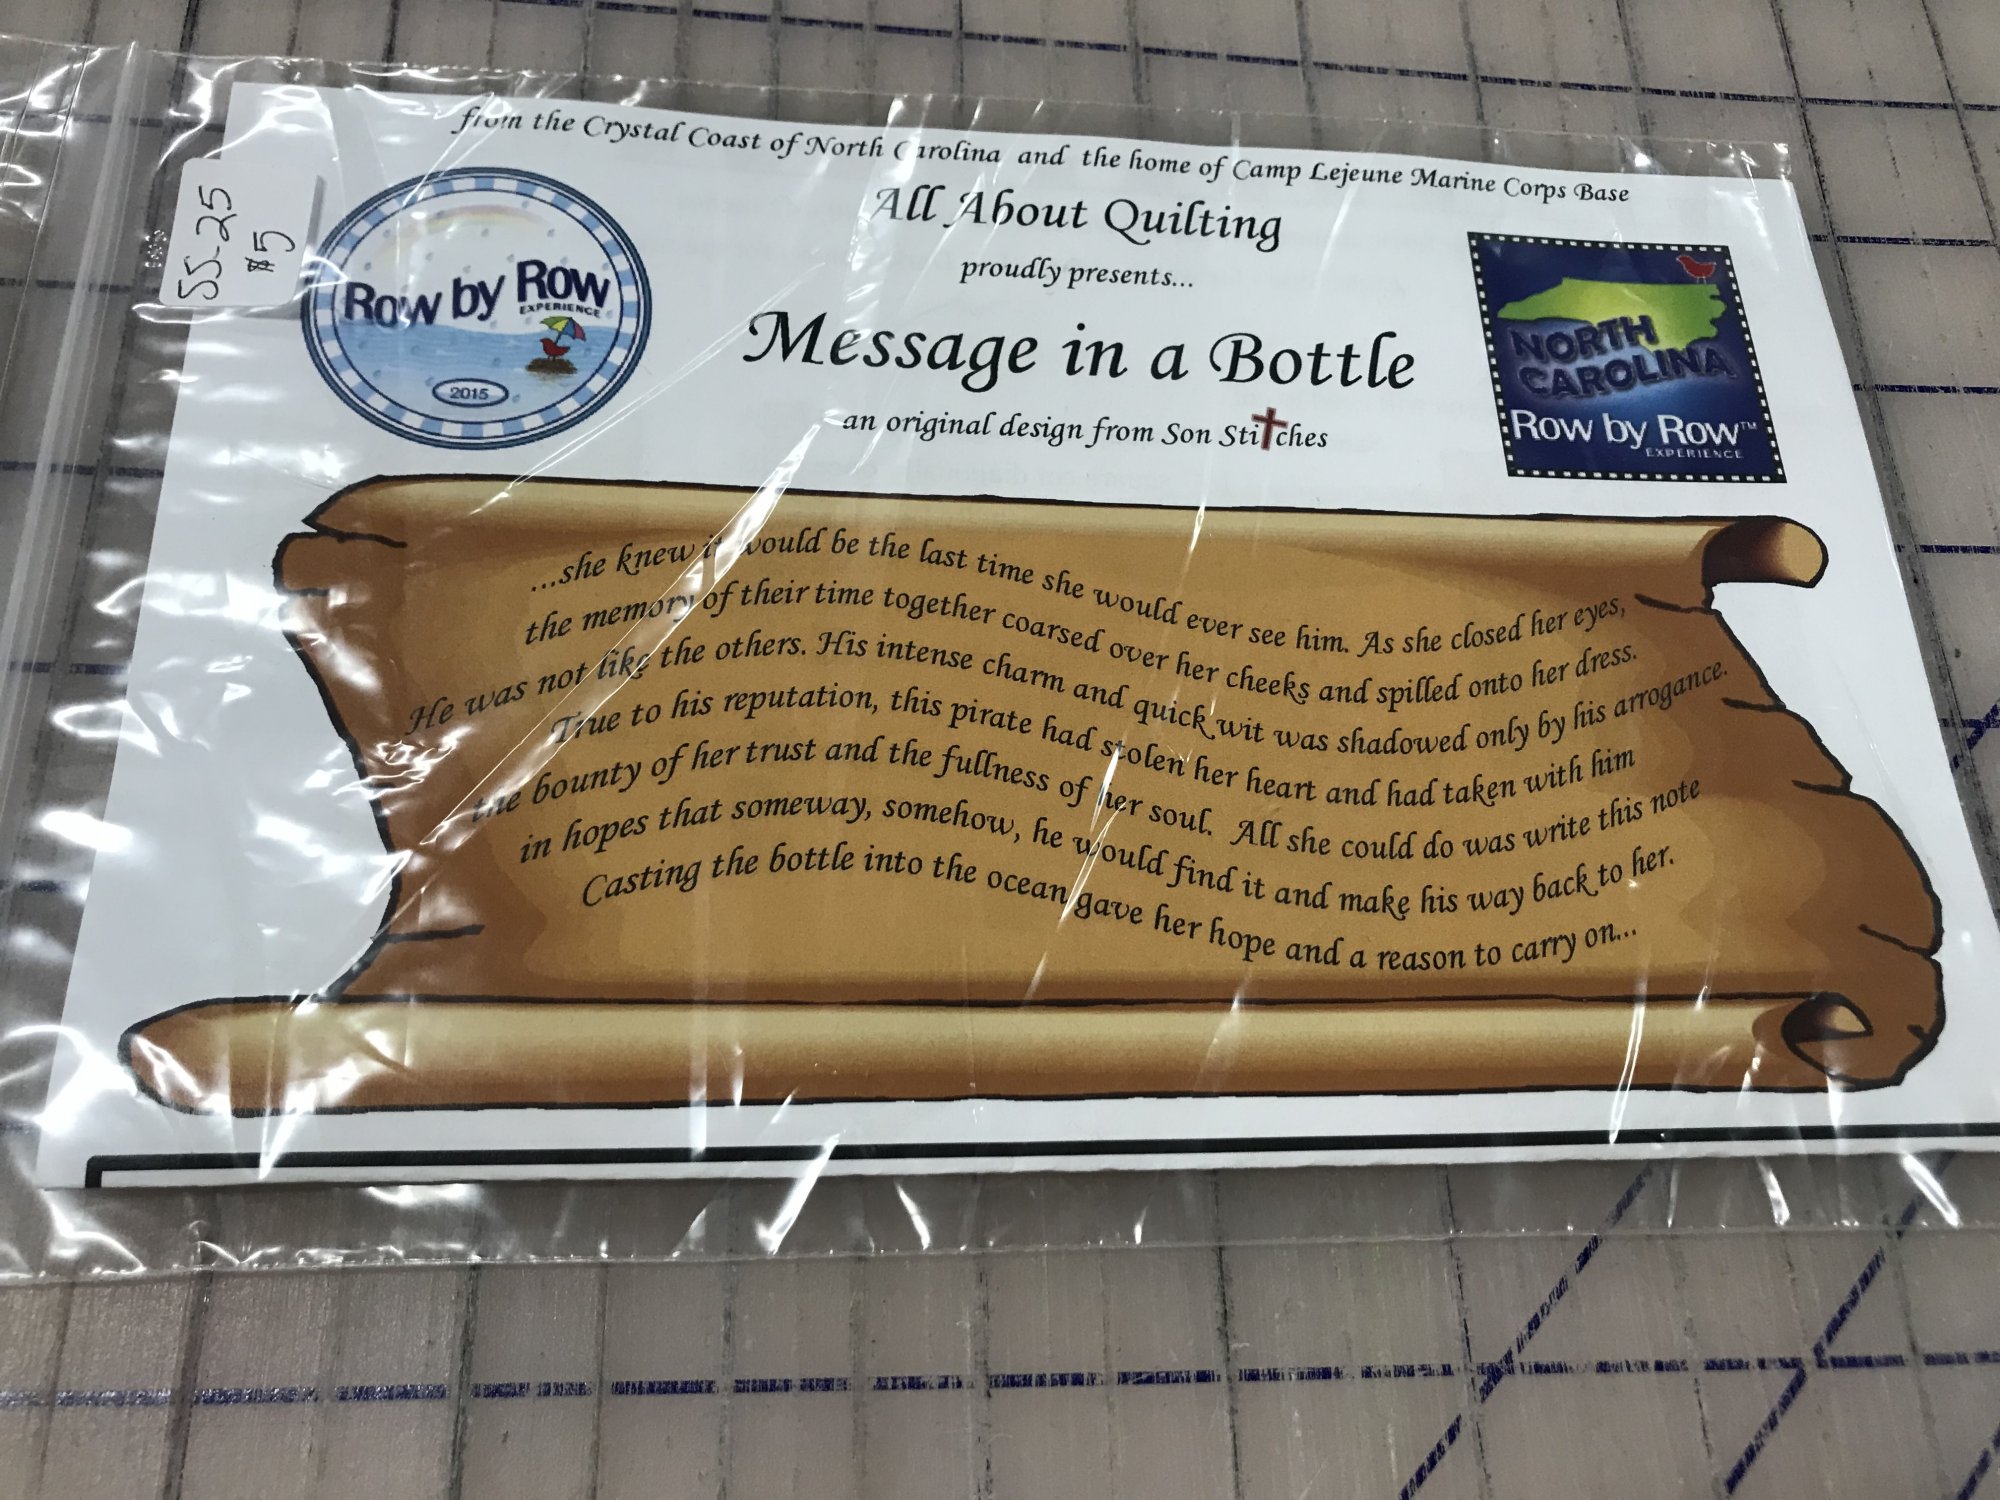 from the Crystal Coast of North Carolina and the home of Camp Lejeune Marine Corps Base
55-25
$5
Row by Row
EXPERIENCE
2015
All About Quilting
proudly presents...
Message in a Bottle
an original design from Son Stitches
NORTH
CAROLINA
Row by Row™
EXPERIENCE
...she knew it would be the last time she would ever see him. As she closed her eyes,
the memory of their time together coarsed over her cheeks and spilled onto her dress.
He was not like the others. His intense charm and quick wit was shadowed only by his arrogance.
True to his reputation, this pirate had stolen her heart and had taken with him
the bounty of her trust and the fullness of her soul. All she could do was write this note
in hopes that someway, somehow, he would find it and make his way back to her.
Casting the bottle into the ocean gave her hope and a reason to carry on...